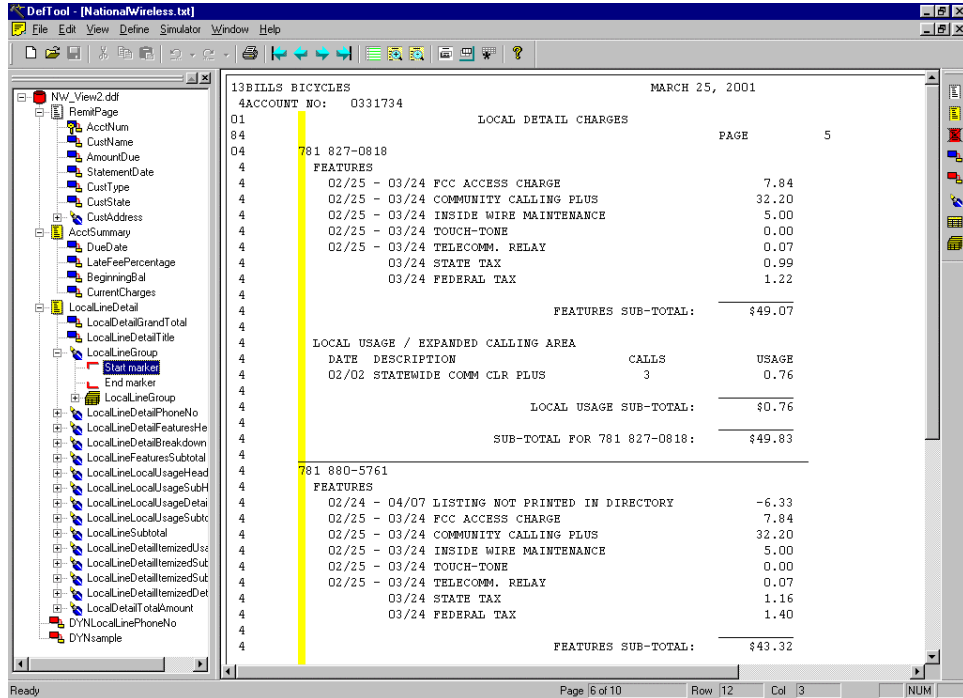 DefTool - [NationalWireless.txt]
File Edit View Define Simulator Window Help
NW_View2.ddf
RemitPage
AcctNum
CustName
AmountDue
StatementDate
CustType
CustState
CustAddress
AcctSummary
DueDate
LateFeePercentage
BeginningBal
CurrentCharges
LocalLineDetail
LocalDetailGrandTotal
LocalLineDetailTitle
LocalLineGroup
Start marker
End marker
LocalLineGroup
LocalLineDetailPhoneNo
LocalLineDetailFeaturesHe
LocalLineDetailBreakdown
LocalLineFeaturesSubtotal
LocalLineLocalUsageHead
LocalLineLocalUsageSubH
LocalLineLocalUsageDetai
LocalLineLocalUsageSubto
LocalLineSubtotal
LocalLineDetailItemizedUsa
LocalLineDetailItemizedSut
LocalLineDetailItemizedSut
LocalLineDetailItemizedDet
LocalDetailTotalAmount
DYNLocalLinePhoneNo
DYNsample
13BILLS BICYCLES MARCH 25, 2001
4ACCOUNT NO: 0331734
01 LOCAL DETAIL CHARGES
84 PAGE 5
04 781 827-0818
4 FEATURES
4 02/25 - 03/24 FCC ACCESS CHARGE 7.84
4 02/25 - 03/24 COMMUNITY CALLING PLUS 32.20
4 02/25 - 03/24 INSIDE WIRE MAINTENANCE 5.00
4 02/25 - 03/24 TOUCH-TONE 0.00
4 02/25 - 03/24 TELECOMM. RELAY 0.07
4 03/24 STATE TAX 0.99
4 03/24 FEDERAL TAX 1.22
4
4 FEATURES SUB-TOTAL: $49.07
4
4 LOCAL USAGE / EXPANDED CALLING AREA
4 DATE DESCRIPTION CALLS USAGE
4 02/02 STATEWIDE COMM CLR PLUS 3 0.76
4
4 LOCAL USAGE SUB-TOTAL: $0.76
4
4 SUB-TOTAL FOR 781 827-0818: $49.83
4
4 781 880-5761
4 FEATURES
4 02/24 - 04/07 LISTING NOT PRINTED IN DIRECTORY -6.33
4 02/25 - 03/24 FCC ACCESS CHARGE 7.84
4 02/25 - 03/24 COMMUNITY CALLING PLUS 32.20
4 02/25 - 03/24 INSIDE WIRE MAINTENANCE 5.00
4 02/25 - 03/24 TOUCH-TONE 0.00
4 02/25 - 03/24 TELECOMM. RELAY 0.07
4 03/24 STATE TAX 1.16
4 03/24 FEDERAL TAX 1.40
4
4 FEATURES SUB-TOTAL: $43.32
Ready Page 6 of 10 Row 12 Col 3 NUM